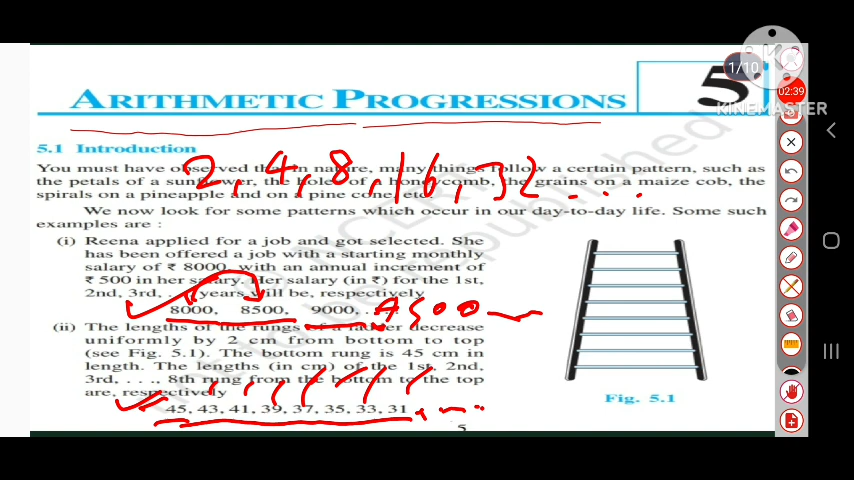 1/10
5
02:39
KINEMASTER
ARITHMETIC PROGRESSIONS
5.1 Introduction
2, 4, 8, 16, 32 . . .
You must have observed that in nature, many things follow a certain pattern, such as
the petals of a sunflower, the holes of a honeycomb, the grains on a maize cob, the
spirals on a pineapple and on a pine cone etc.
We now look for some patterns which occur in our day-to-day life. Some such
examples are :
(i) Reena applied for a job and got selected. She
has been offered a job with a starting monthly
salary of ₹ 8000, with an annual increment of
₹ 500 in her salary. Her salary (in ₹) for the 1st,
2nd, 3rd, . . . years will be, respectively
8000, 8500, 9000, . . . 9500
(ii) The lengths of the rungs of a ladder decrease
uniformly by 2 cm from bottom to top
(see Fig. 5.1). The bottom rung is 45 cm in
length. The lengths (in cm) of the 1st, 2nd,
3rd, . . ., 8th rung from the bottom to the top
are, respectively
45, 43, 41, 39, 37, 35, 33, 31
Fig. 5.1
not to be republished